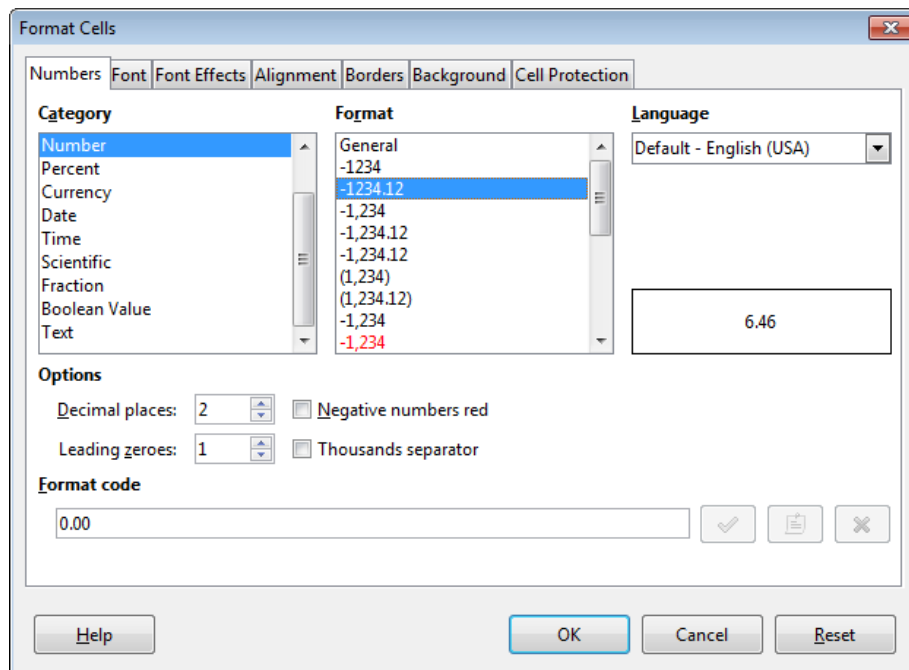 Format Cells
Numbers Font Font Effects Alignment Borders Background Cell Protection
Category
Number
Percent
Currency
Date
Time
Scientific
Fraction
Boolean Value
Text
Format
General
-1234
-1234.12
-1,234
-1,234.12
-1,234.12
(1,234)
(1,234.12)
-1,234
-1,234
Language
Default - English (USA)
6.46
Options
Decimal places: 2 Negative numbers red
Leading zeroes: 1 Thousands separator
Format code
0.00
Help OK Cancel Reset